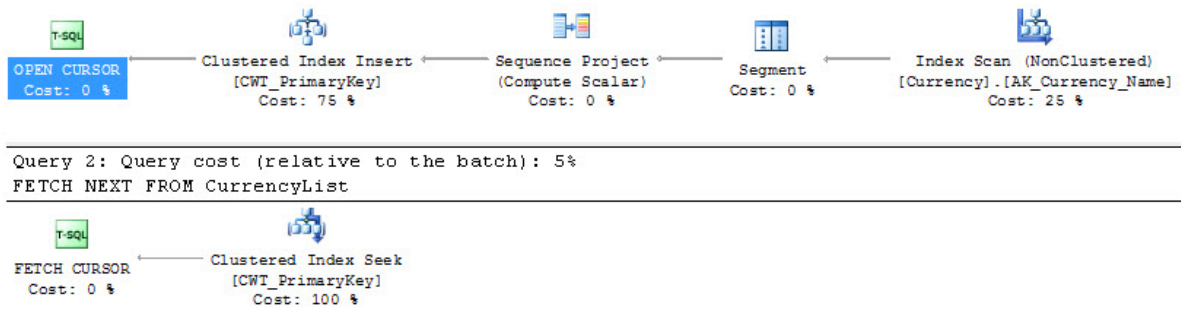 T-SQL
OPEN CURSOR
Cost: 0 %
Clustered Index Insert
[CWT_PrimaryKey]
Cost: 75 %
Sequence Project
(Compute Scalar)
Cost: 0 %
Segment
Cost: 0 %
Index Scan (NonClustered)
[Currency].[AK_Currency_Name]
Cost: 25 %
Query 2: Query cost (relative to the batch): 5%
FETCH NEXT FROM CurrencyList
T-SQL
FETCH CURSOR
Cost: 0 %
Clustered Index Seek
[CWT_PrimaryKey]
Cost: 100 %